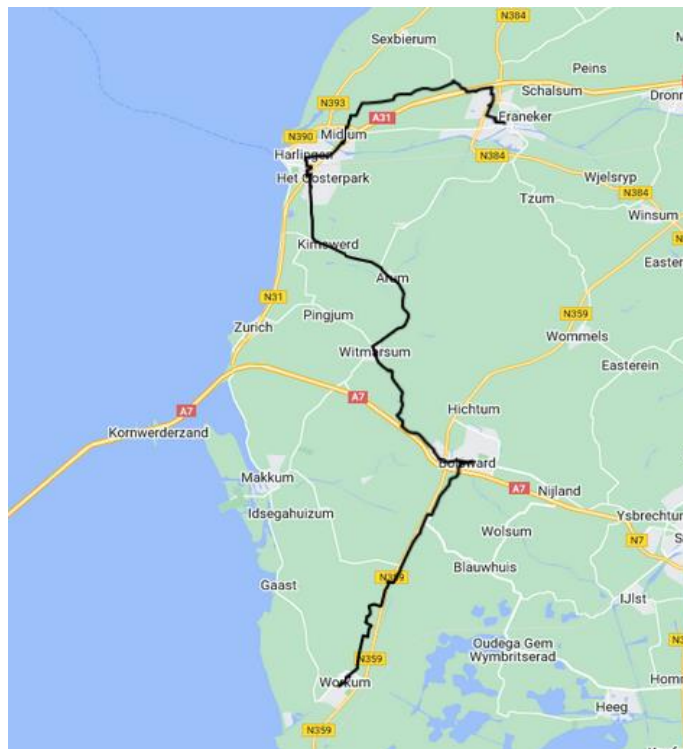 N384
Sexbierum
Peins
Schalsum
N393
A31
Franeker
Dronr
N390
Midlum
Harlingen
Het Oosterpark
N384
Wjelsryp
N384
Tzum
Winsum
Kimswerd
Easter
Arum
N31
Pingjum
N359
Zurich
Wommels
Witmarsum
Easterein
A7
Hichtum
A7
Kornwerderzand
Bolsward
Makkum
A7
Nijland
Idsegahuizum
Ysbrechtum
Wolsum
N7
Blauwhuis
N359
Gaast
IJlst
Oudega Gem
Wymbritserad
N359
Workum
Homm
Heeg
N359